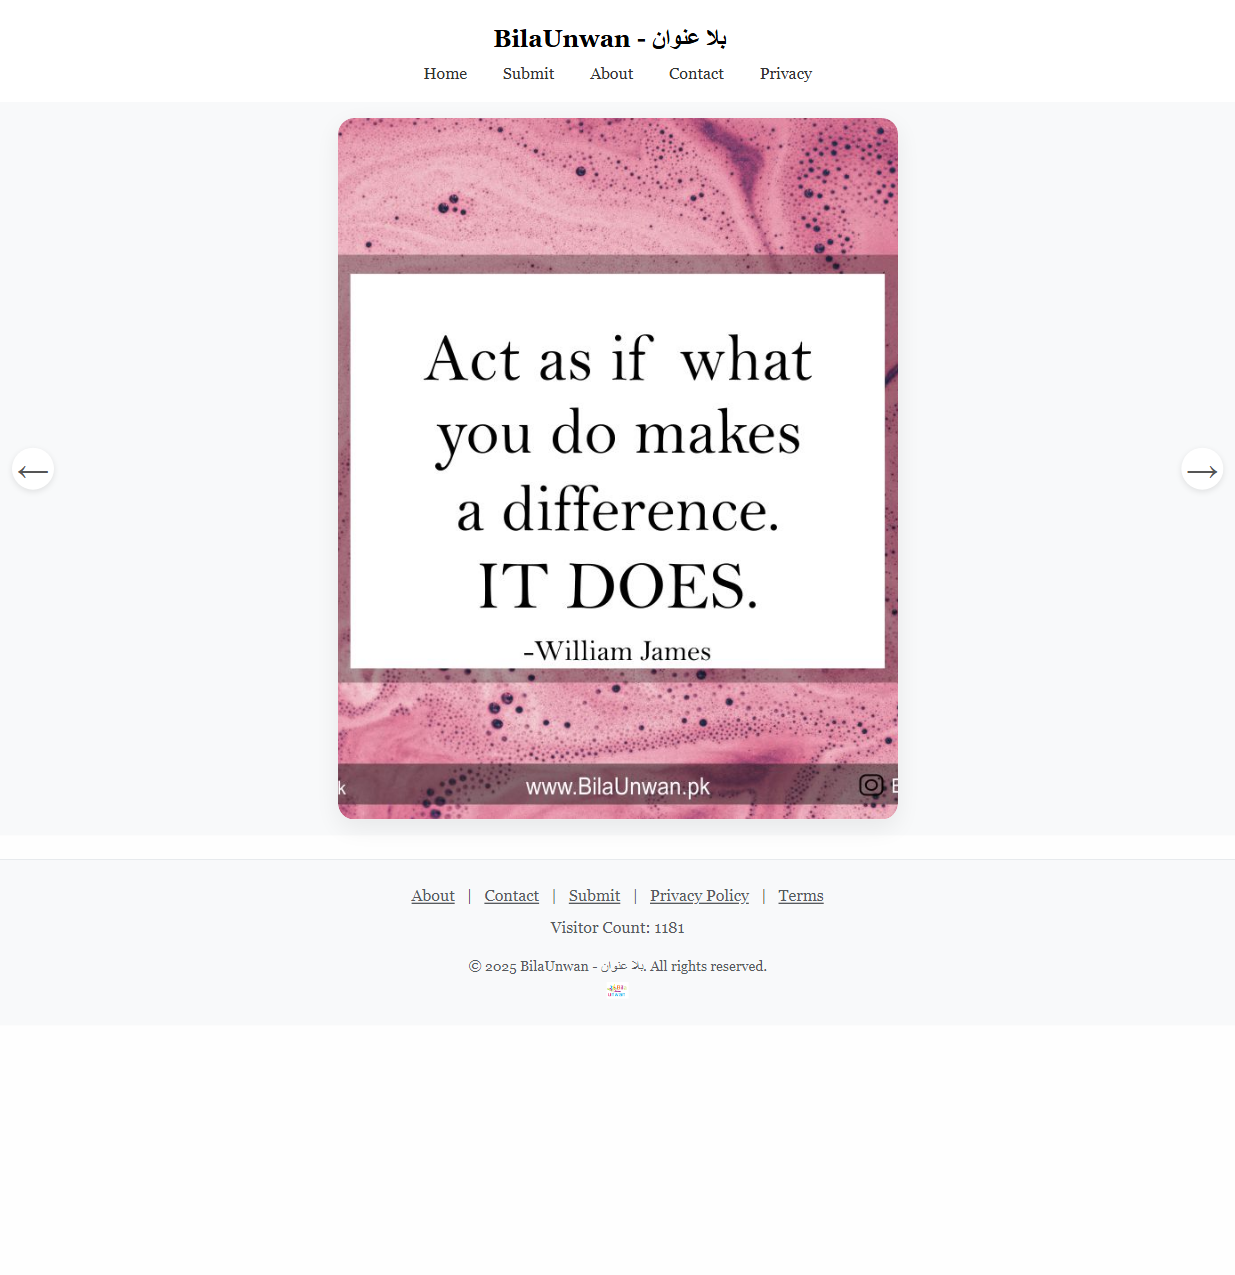 BilaUnwan - بلا عنوان
Home Submit About Contact Privacy
Act as if what
you do makes
a difference.
IT DOES.
-William James
k www.BilaUnwan.pk
About | Contact | Submit | Privacy Policy | Terms
Visitor Count: 1181
© 2025 BilaUnwan - بلا عنوان. All rights reserved.